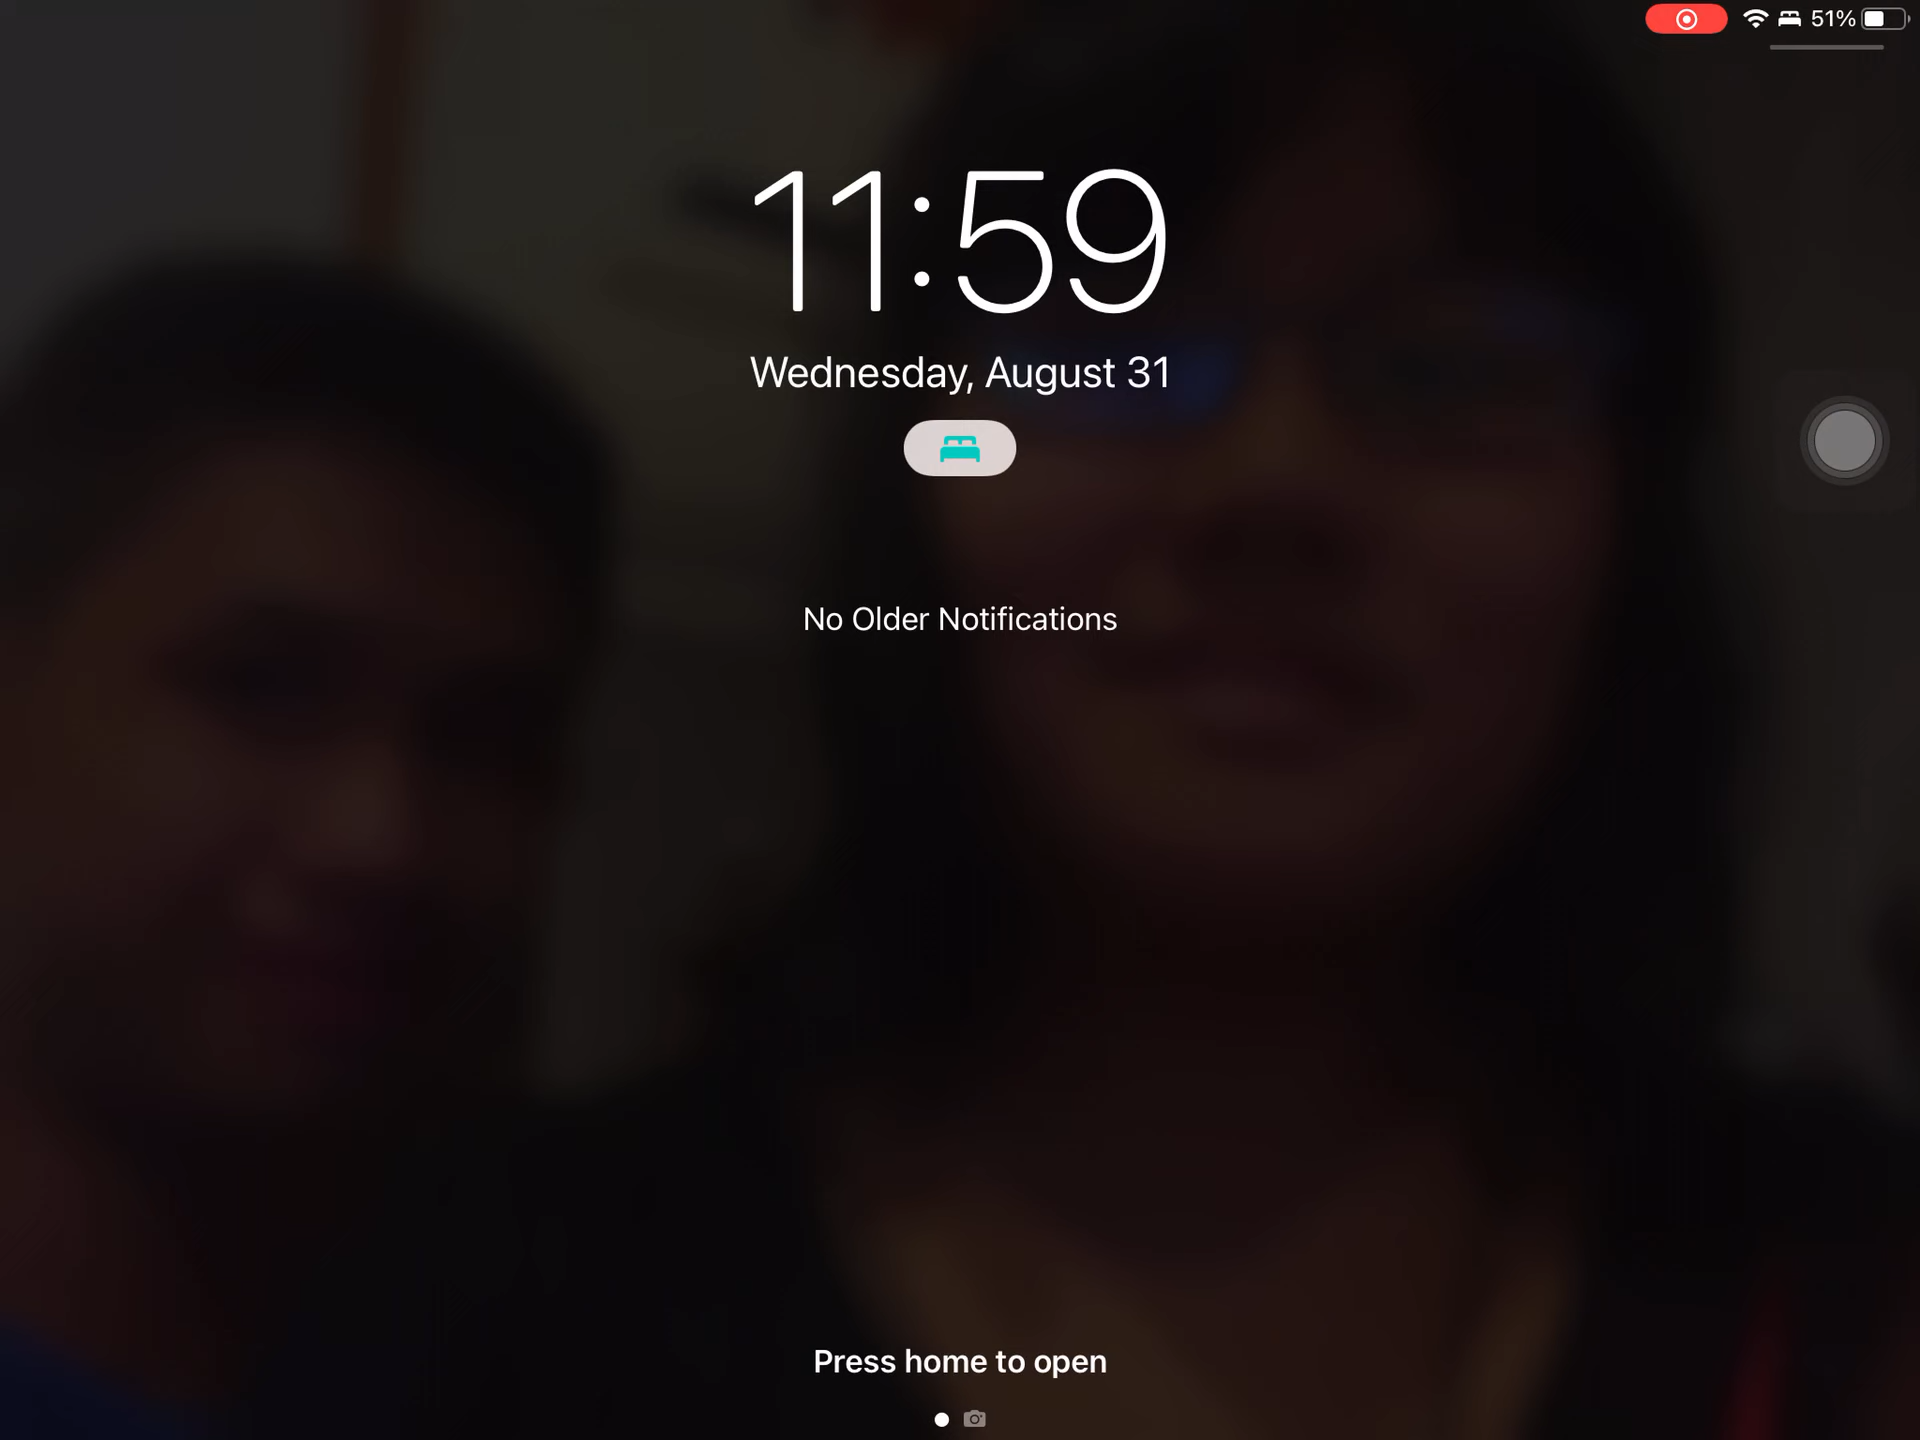 51%
11:59
Wednesday, August 31
No Older Notifications
Press home to open